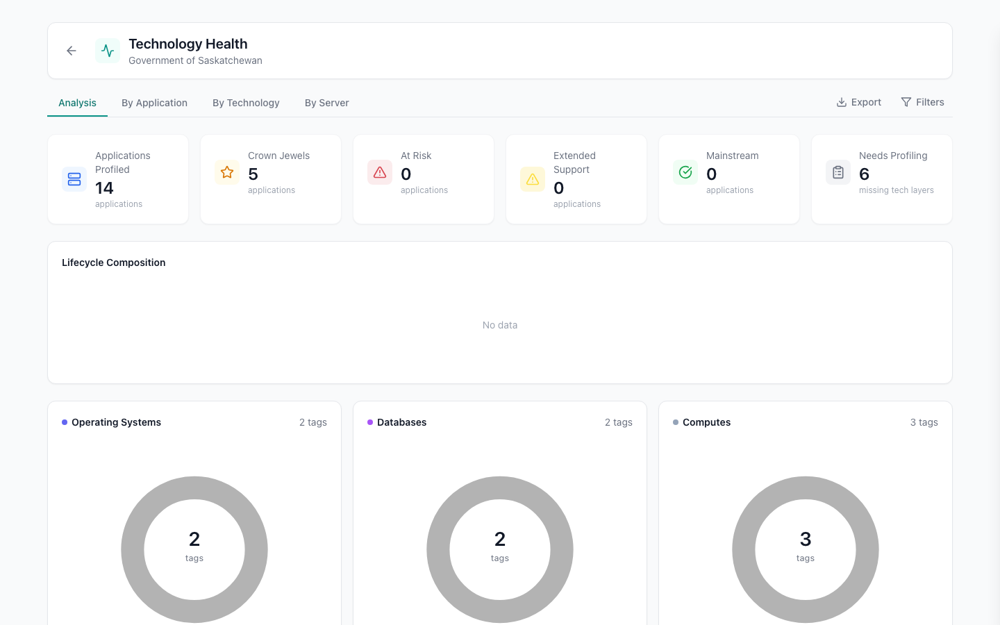 Technology Health
Government of Saskatchewan
Analysis
By Application
By Technology
By Server
Export
Filters
Applications
Profiled
14
applications
Crown Jewels
5
applications
At Risk
0
applications
Extended
Support
0
applications
Mainstream
0
applications
Needs Profiling
6
missing tech layers
Lifecycle Composition
No data
Operating Systems
2 tags
2
tags
Databases
2 tags
2
tags
Computes
3 tags
3
tags